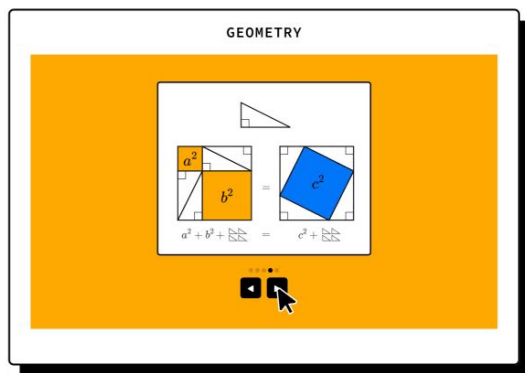 GEOMETRY
a²
b²
=
c²
a² + b² +
=
c² +